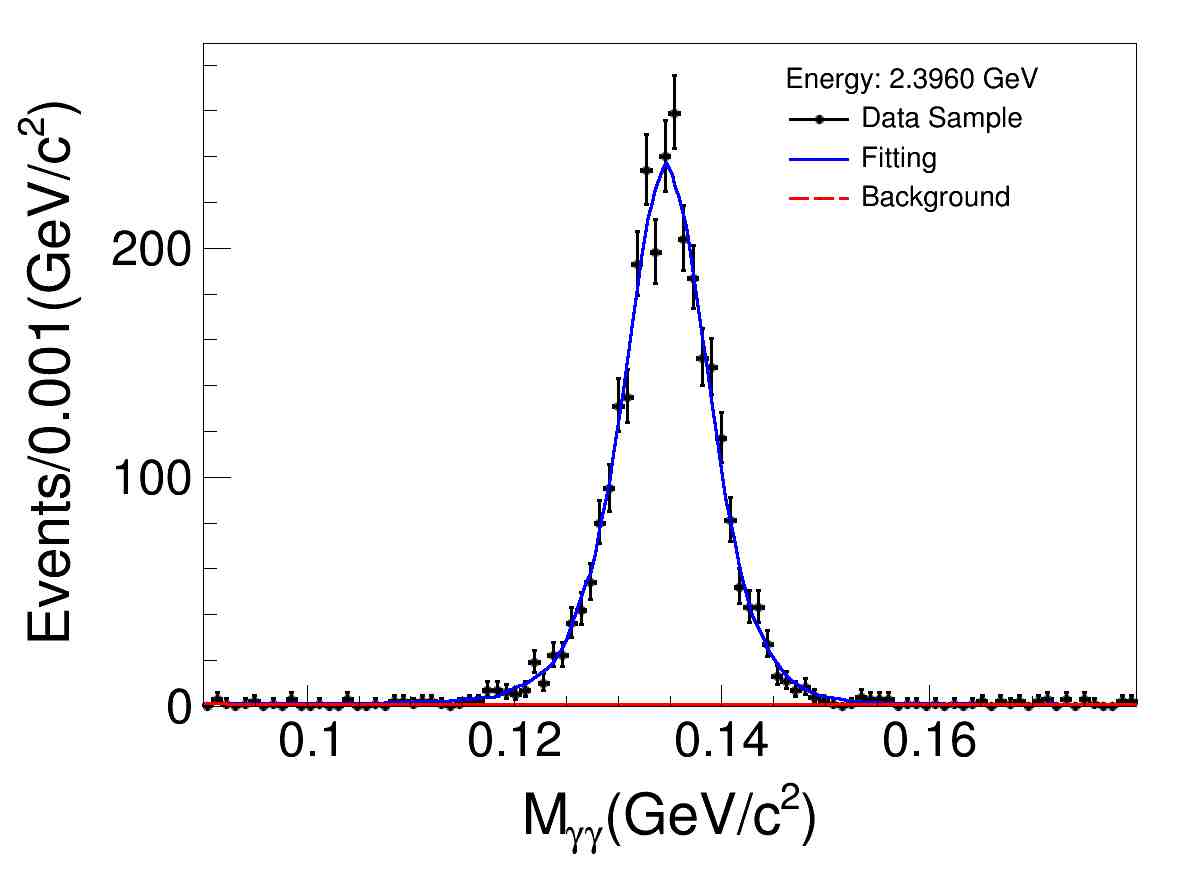 Energy: 2.3960 GeV
Data Sample
Fitting
Background
Events/0.001(GeV/c²)
200
100
0
0.1 0.12 0.14 0.16
Mγγ(GeV/c²)